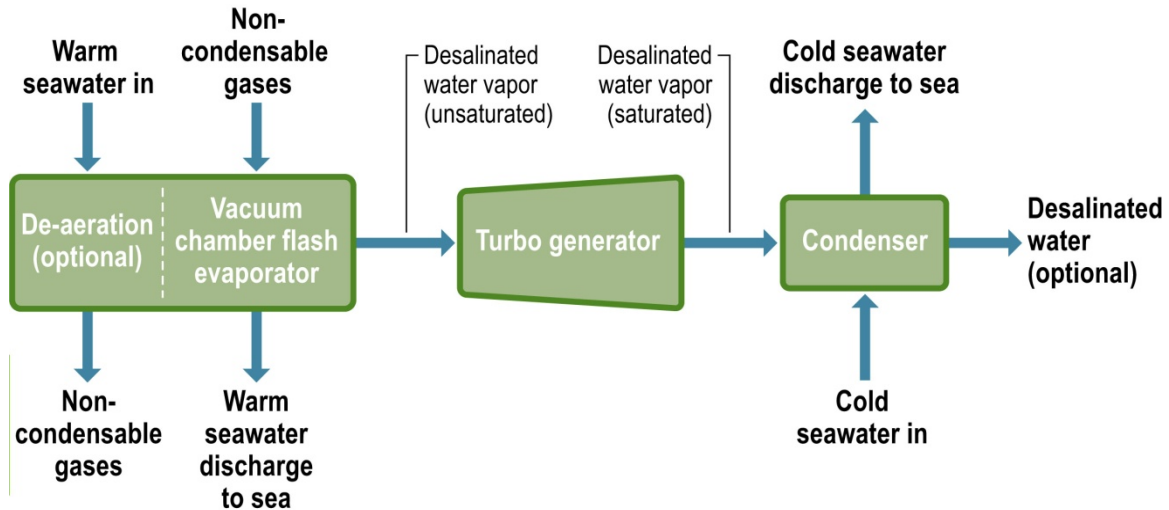 Warm
seawater in
Non-
condensable
gases
Desalinated
water vapor
(unsaturated)
Desalinated
water vapor
(saturated)
Cold seawater
discharge to sea
De-aeration
(optional)
Vacuum
chamber flash
evaporator
Turbo generator
Condenser
Desalinated
water
(optional)
Non-
condensable
gases
Warm
seawater
discharge
to sea
Cold
seawater in